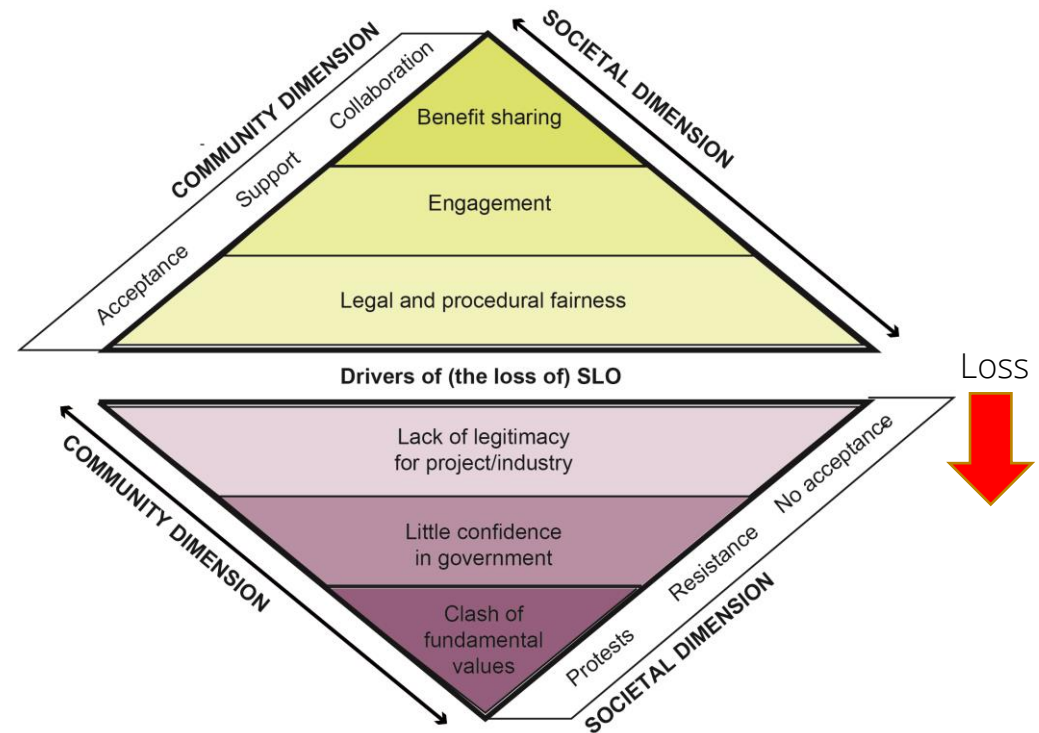 COMMUNITY DIMENSION
SOCIETAL DIMENSION
Collaboration
Support
Acceptance
Benefit sharing
Engagement
Legal and procedural fairness
Drivers of (the loss of) SLO
Loss
Lack of legitimacy
for project/industry
Little confidence
in government
Clash of
fundamental
values
COMMUNITY DIMENSION
No acceptance
Resistance
Protests
SOCIETAL DIMENSION